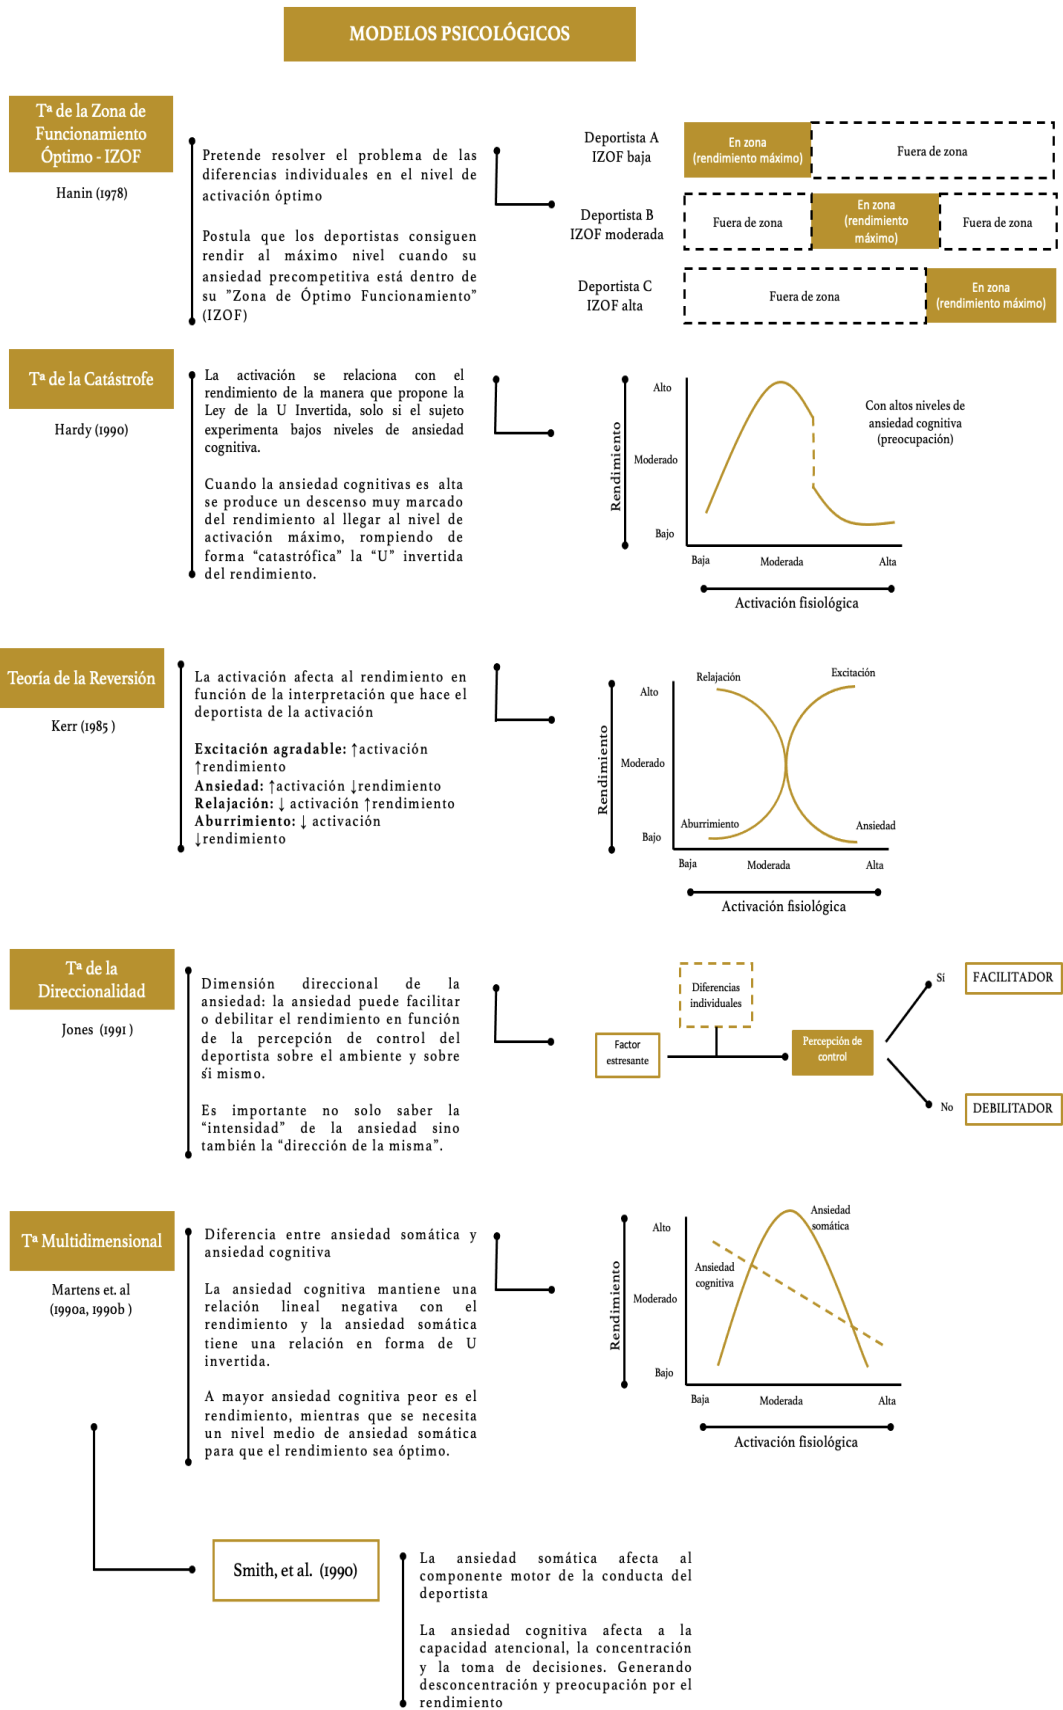 MODELOS PSICOLÓGICOS
Tª de la Zona de
Funcionamiento
Óptimo - IZOF
Hanin (1978)
Pretende resolver el problema de las
diferencias individuales en el nivel de
activación óptimo
Postula que los deportistas consiguen
rendir al máximo nivel cuando su
ansiedad precompetitiva está dentro de
su ”Zona de Óptimo Funcionamiento”
(IZOF)
Deportista A
IZOF baja
En zona
(rendimiento máximo)
Fuera de zona
Deportista B
IZOF moderada
Fuera de zona
En zona
(rendimiento
máximo)
Fuera de zona
Deportista C
IZOF alta
Fuera de zona
En zona
(rendimiento máximo)
Tª de la Catástrofe
Hardy (1990)
La activación se relaciona con el
rendimiento de la manera que propone la
Ley de la U Invertida, solo si el sujeto
experimenta bajos niveles de ansiedad
cognitiva.
Cuando la ansiedad cognitivas es alta
se produce un descenso muy marcado
del rendimiento al llegar al nivel de
activación máximo, rompiendo de
forma “catastrófica” la “U” invertida
del rendimiento.
Rendimiento
Alto
Moderado
Bajo
Con altos niveles de
ansiedad cognitiva
(preocupación)
Baja
Moderada
Alta
Activación fisiológica
Teoría de la Reversión
Kerr (1985 )
La activación afecta al rendimiento en
función de la interpretación que hace el
deportista de la activación
Excitación agradable: ↑activación
↑rendimiento
Ansiedad: ↑activación ↓rendimiento
Relajación: ↓ activación ↑rendimiento
Aburrimiento: ↓ activación
↓rendimiento
Rendimiento
Alto
Moderado
Bajo
Relajación
Excitación
Aburrimiento
Ansiedad
Baja
Moderada
Alta
Activación fisiológica
Tª de la
Direccionalidad
Jones (1991 )
Dimensión direccional de la
ansiedad: la ansiedad puede facilitar
o debilitar el rendimiento en función
de la percepción de control del
deportista sobre el ambiente y sobre
śi mismo.
Es importante no solo saber la
“intensidad” de la ansiedad sino
también la “dirección de la misma”.
Factor
estresante
Diferencias
individuales
Percepción de
control
Sí
FACILITADOR
No
DEBILITADOR
Tª Multidimensional
Martens et. al
(1990a, 1990b )
Diferencia entre ansiedad somática y
ansiedad cognitiva
La ansiedad cognitiva mantiene una
relación lineal negativa con el
rendimiento y la ansiedad somática
tiene una relación en forma de U
invertida.
A mayor ansiedad cognitiva peor es el
rendimiento, mientras que se necesita
un nivel medio de ansiedad somática
para que el rendimiento sea óptimo.
Rendimiento
Alto
Moderado
Bajo
Ansiedad
somática
Ansiedad
cognitiva
Baja
Moderada
Alta
Activación fisiológica
Smith, et al. (1990)
La ansiedad somática afecta al
componente motor de la conducta del
deportista
La ansiedad cognitiva afecta a la
capacidad atencional, la concentración
y la toma de decisiones. Generando
desconcentración y preocupación por el
rendimiento